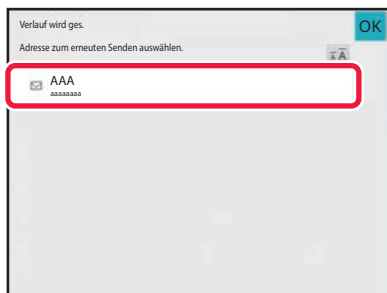 Verlauf wird ges.
OK
Adresse zum erneuten Senden auswählen.
AAA
aaaaaaaa